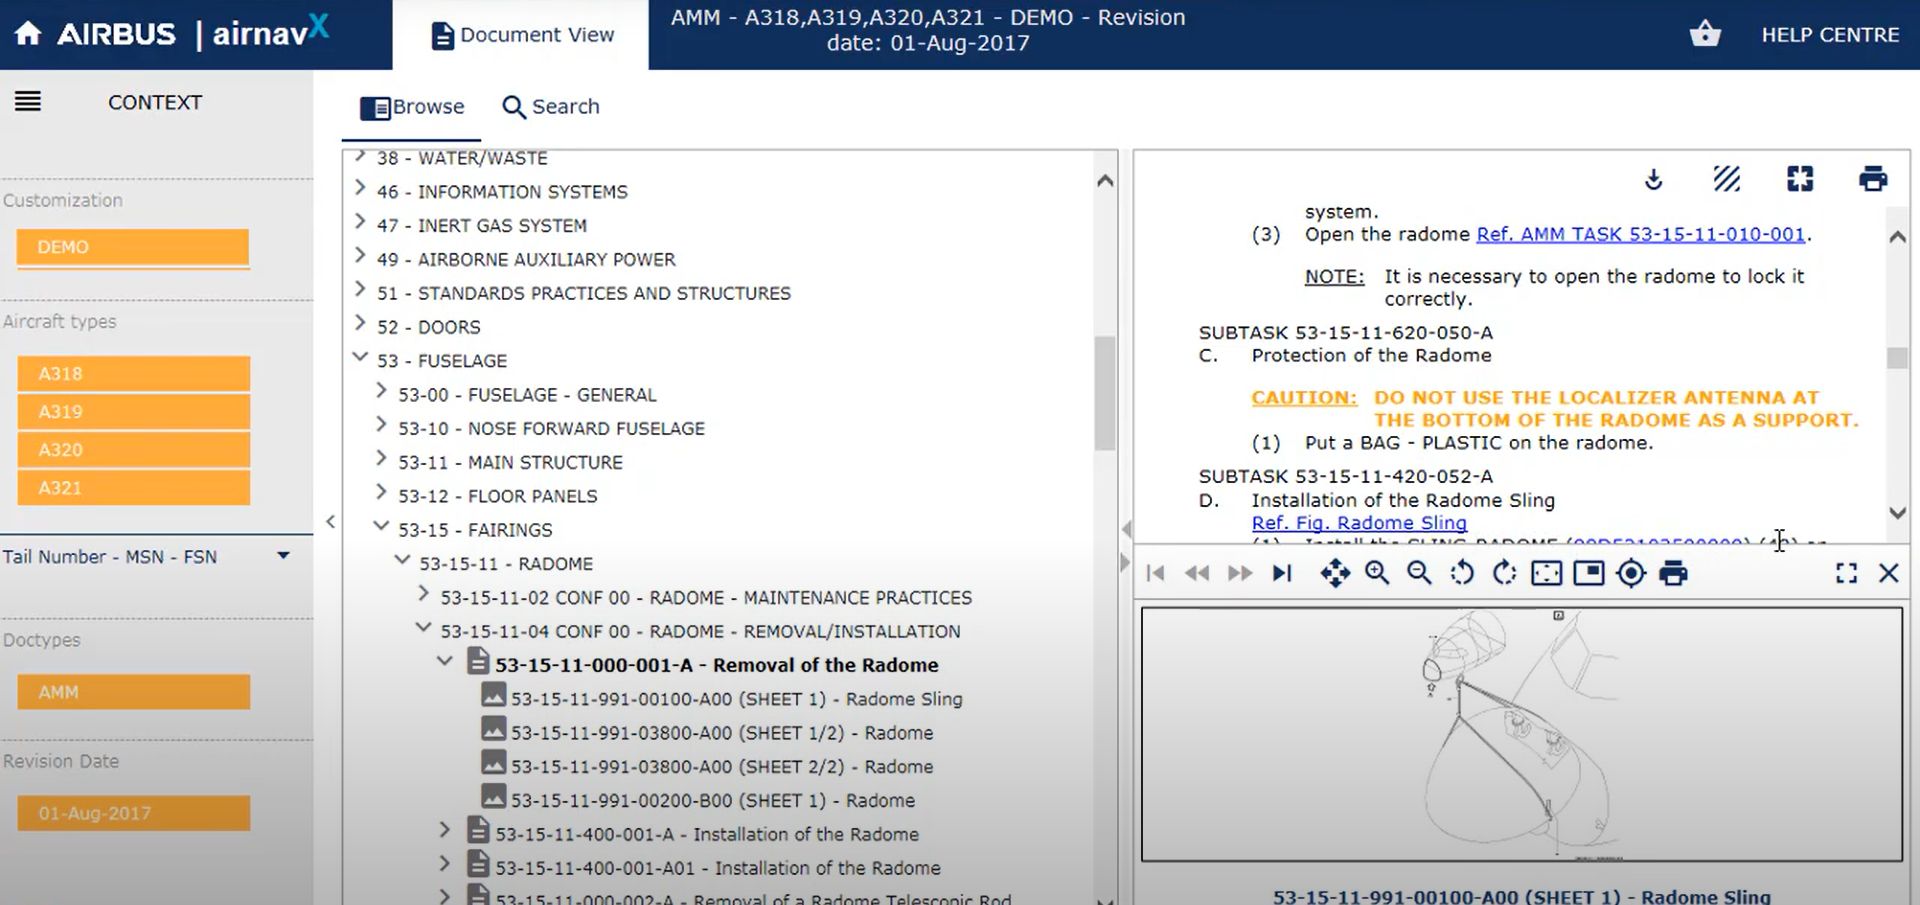 AIRBUS | airnavX
Document View
AMM - A318,A319,A320,A321 - DEMO - Revision
date: 01-Aug-2017
HELP CENTRE
CONTEXT
Customization
DEMO
Aircraft types
A318
A319
A320
A321
Tail Number - MSN - FSN
Doctypes
AMM
Revision Date
01-Aug-2017
Browse
Search
38 - WATER/WASTE
46 - INFORMATION SYSTEMS
47 - INERT GAS SYSTEM
49 - AIRBORNE AUXILIARY POWER
51 - STANDARDS PRACTICES AND STRUCTURES
52 - DOORS
53 - FUSELAGE
53-00 - FUSELAGE - GENERAL
53-10 - NOSE FORWARD FUSELAGE
53-11 - MAIN STRUCTURE
53-12 - FLOOR PANELS
53-15 - FAIRINGS
53-15-11 - RADOME
53-15-11-02 CONF 00 - RADOME - MAINTENANCE PRACTICES
53-15-11-04 CONF 00 - RADOME - REMOVAL/INSTALLATION
53-15-11-000-001-A - Removal of the Radome
53-15-11-991-00100-A00 (SHEET 1) - Radome Sling
53-15-11-991-03800-A00 (SHEET 1/2) - Radome
53-15-11-991-03800-A00 (SHEET 2/2) - Radome
53-15-11-991-00200-B00 (SHEET 1) - Radome
53-15-11-400-001-A - Installation of the Radome
53-15-11-400-001-A01 - Installation of the Radome
53-15-11-000-002-A - Removal of a Radome Telescopic Rod
system.
(3) Open the radome Ref. AMM TASK 53-15-11-010-001.
NOTE: It is necessary to open the radome to lock it
correctly.
SUBTASK 53-15-11-620-050-A
C. Protection of the Radome
CAUTION: DO NOT USE THE LOCALIZER ANTENNA AT
THE BOTTOM OF THE RADOME AS A SUPPORT.
(1) Put a BAG - PLASTIC on the radome.
SUBTASK 53-15-11-420-052-A
D. Installation of the Radome Sling
Ref. Fig. Radome Sling
(1) Install the SLING-RADOME
53-15-11-991-00100-A00 (SHEET 1) - Radome Sling